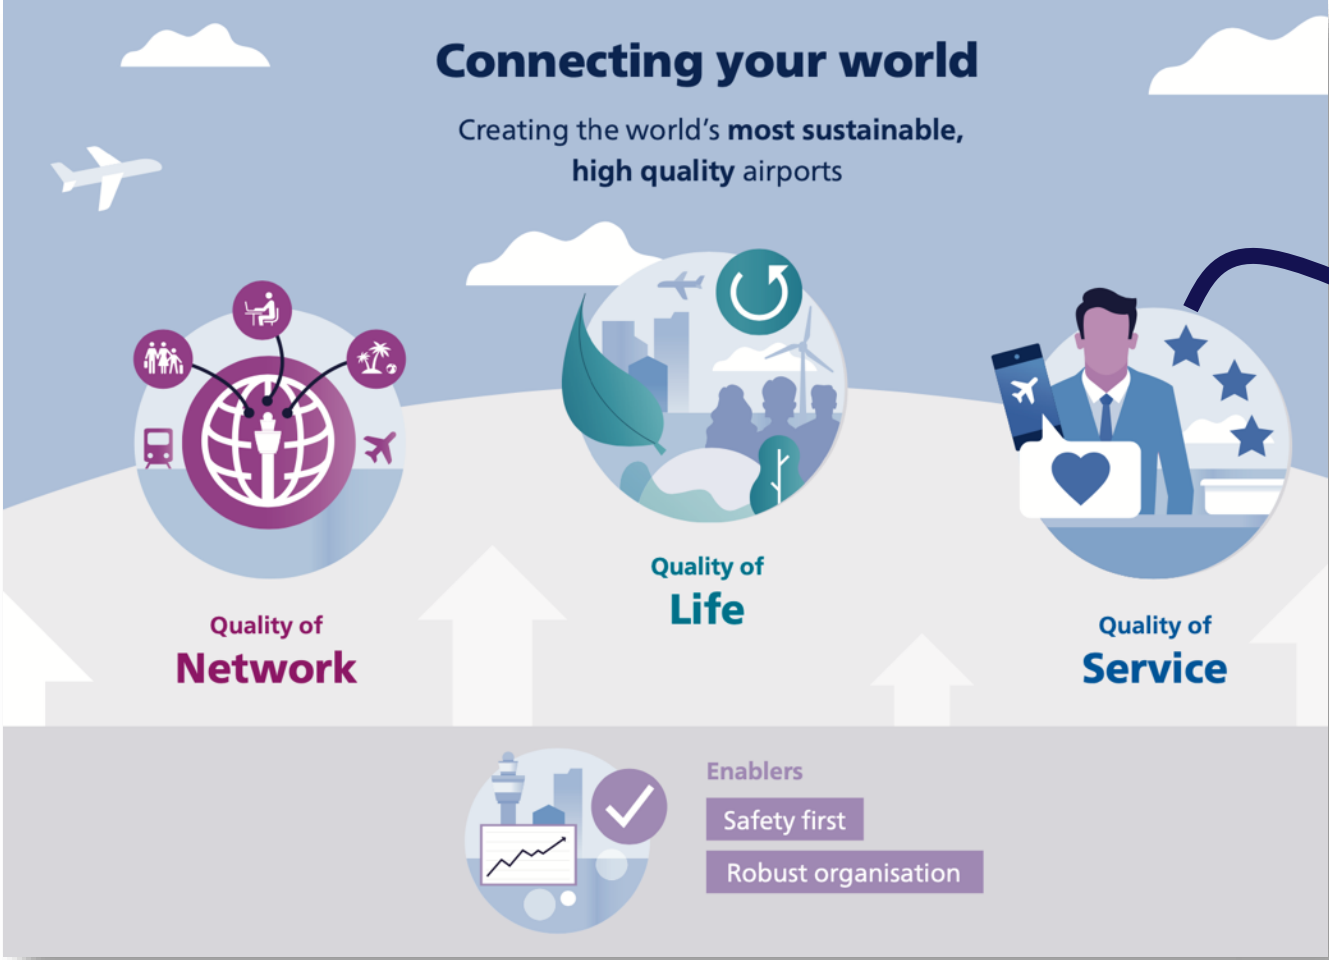 Connecting your world
Creating the world's most sustainable,
high quality airports
Quality of
Network
Quality of
Life
Quality of
Service
Enablers
Safety first
Robust organisation